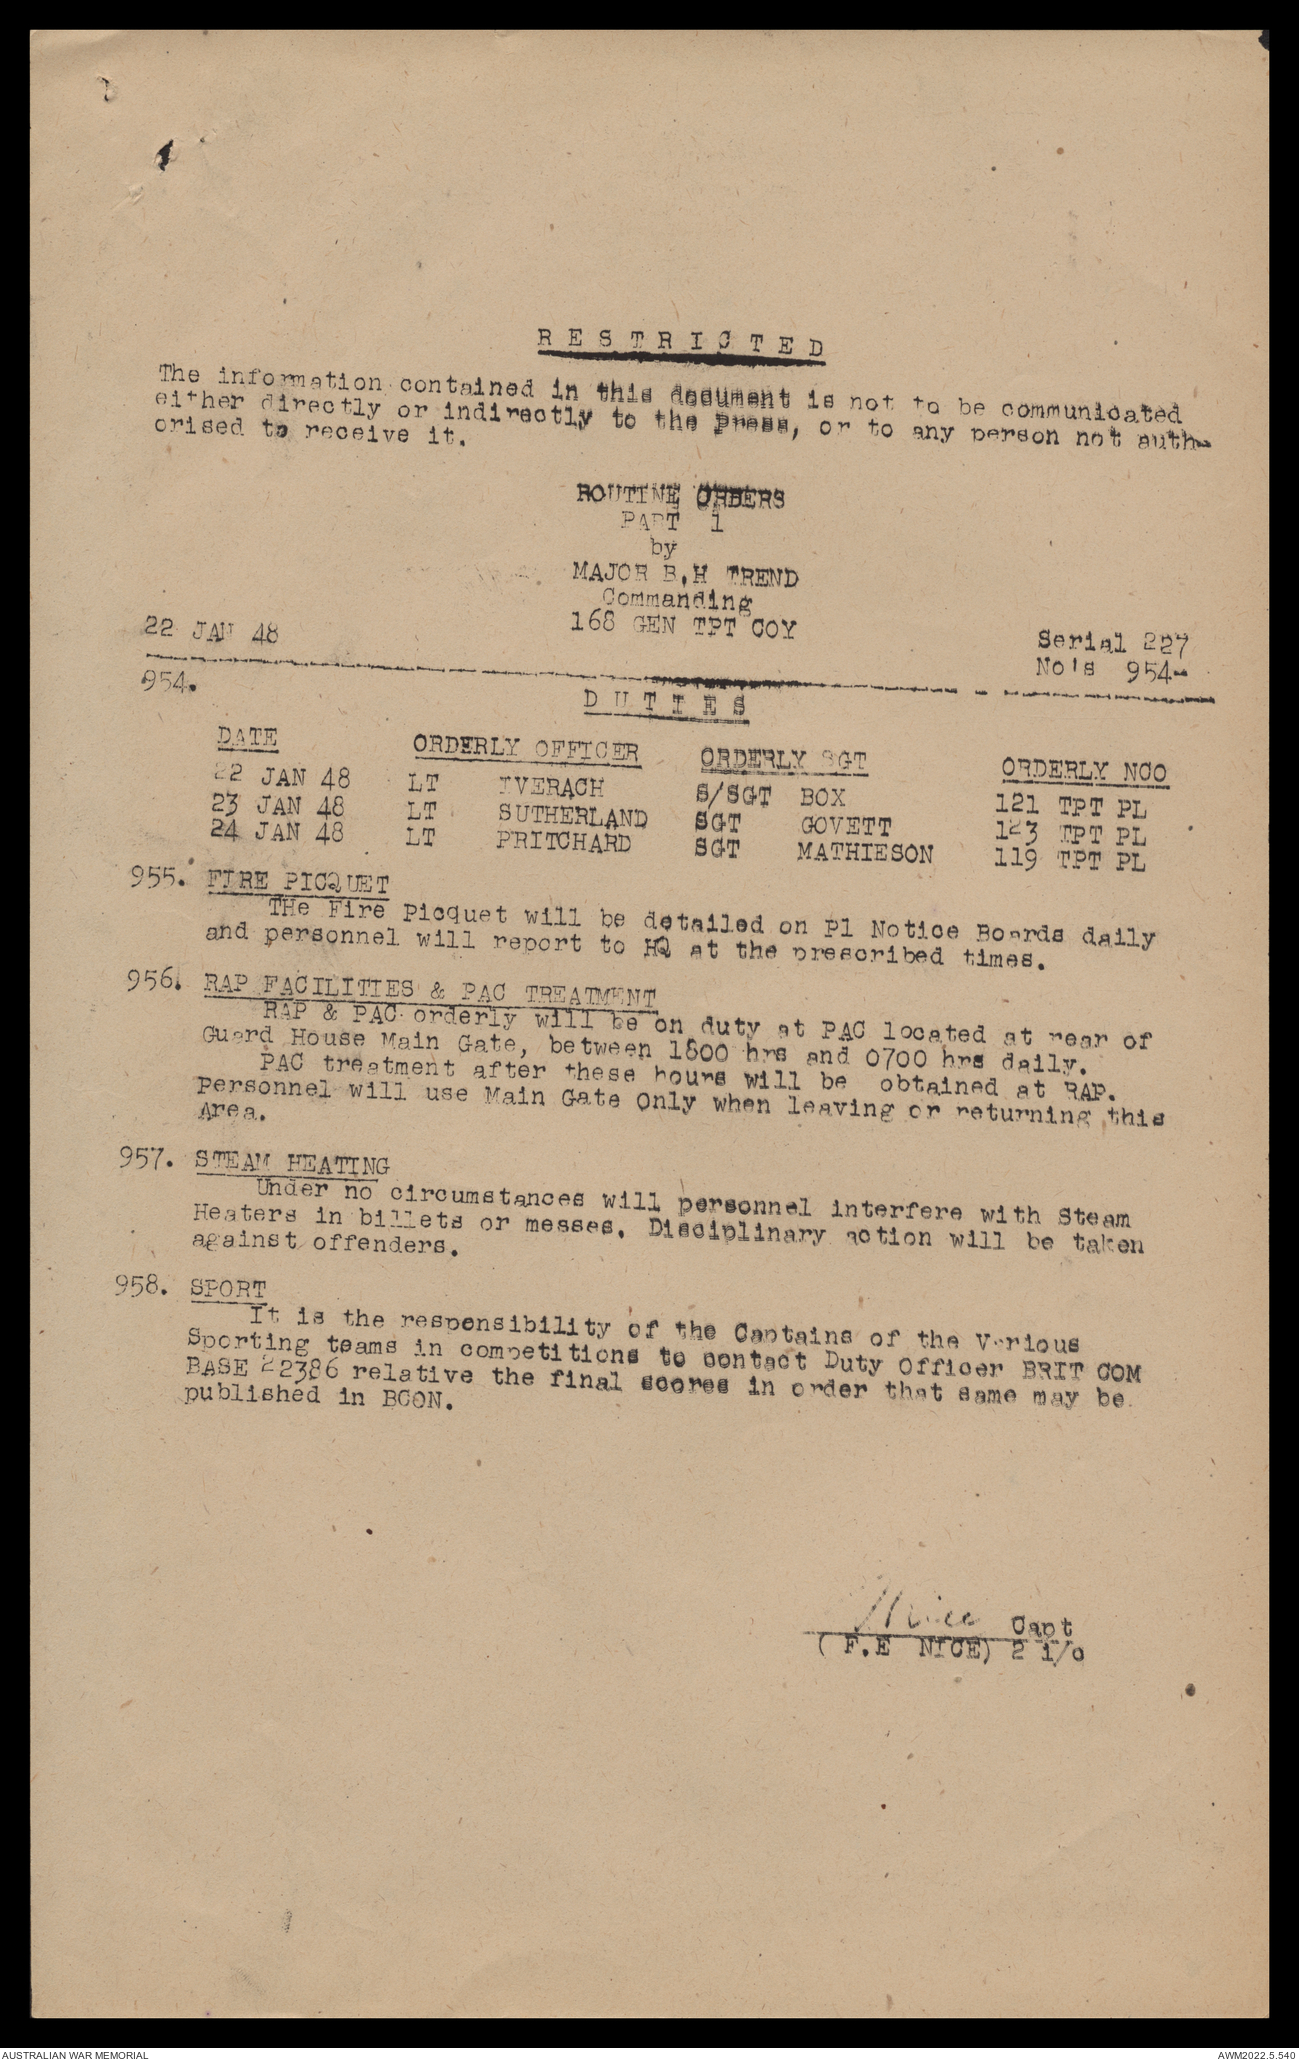 RESTRICTED
The information contained in this document is not to be communicated
either directly or indirectly to the press, or to any person not auth-
orised to receive it.
ROUTINE ORDERS
PART 1
by
MAJOR B.H TREND
Commanding
168 GEN TPT COY
22 JAN 48
Serial 227
No's 954-
954.
DUTIES
DATE ORDERLY OFFICER ORDERLY SGT ORDERLY NCO
22 JAN 48 LT IVERACH S/SGT BOX 121 TPT PL
23 JAN 48 LT SUTHERLAND SGT GOVETT 123 TPT PL
24 JAN 48 LT PRITCHARD SGT MATHIESON 119 TPT PL
955. FIRE PICQUET
THe Fire Picquet will be detailed on Pl Notice Boards daily
and personnel will report to HQ at the prescribed times.
956. RAP FACILITIES & PAC TREATMENT
RAP & PAC orderly will be on duty at PAC located at rear of
Guard House Main Gate, between 1800 hrs and 0700 hrs daily.
PAC treatment after these hours will be obtained at RAP.
Personnel will use Main Gate Only when leaving or returning this
Area.
957. STEAM HEATING
Under no circumstances will personnel interfere with Steam
Heaters in billets or messes. Disciplinary action will be taken
against offenders.
958. SPORT
It is the responsibility of the Captains of the Various
Sporting teams in competitions to contact Duty Officer BRIT COM
BASE 22386 relative the final scores in order that same may be
published in BCON.
Nice Capt
(F.E NICE) 2 i/c
AUSTRALIAN WAR MEMORIAL
AWM2022.5.540